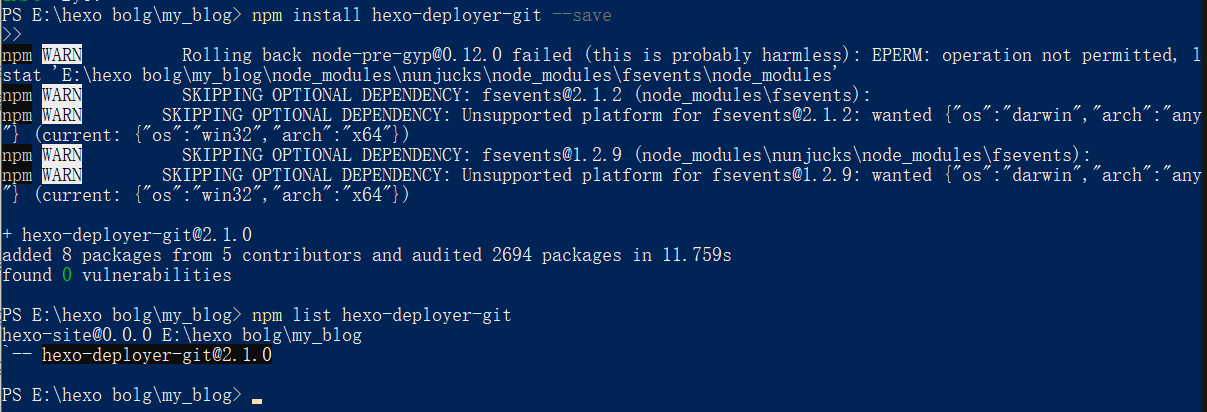 PS E:\hexo bolg\my_blog> npm install hexo-deployer-git --save
>>
npm WARN Rolling back node-pre-gyp@0.12.0 failed (this is probably harmless): EPERM: operation not permitted, l
stat 'E:\hexo bolg\my_blog\node_modules\nunjucks\node_modules\fsevents\node_modules'
npm WARN SKIPPING OPTIONAL DEPENDENCY: fsevents@2.1.2 (node_modules\fsevents):
npm WARN SKIPPING OPTIONAL DEPENDENCY: Unsupported platform for fsevents@2.1.2: wanted {"os":"darwin","arch":"any
"} (current: {"os":"win32","arch":"x64"})
npm WARN SKIPPING OPTIONAL DEPENDENCY: fsevents@1.2.9 (node_modules\nunjucks\node_modules\fsevents):
npm WARN SKIPPING OPTIONAL DEPENDENCY: Unsupported platform for fsevents@1.2.9: wanted {"os":"darwin","arch":"any
"} (current: {"os":"win32","arch":"x64"})
+ hexo-deployer-git@2.1.0
added 8 packages from 5 contributors and audited 2694 packages in 11.759s
found 0 vulnerabilities
PS E:\hexo bolg\my_blog> npm list hexo-deployer-git
hexo-site@0.0.0 E:\hexo bolg\my_blog
`-- hexo-deployer-git@2.1.0
PS E:\hexo bolg\my_blog>